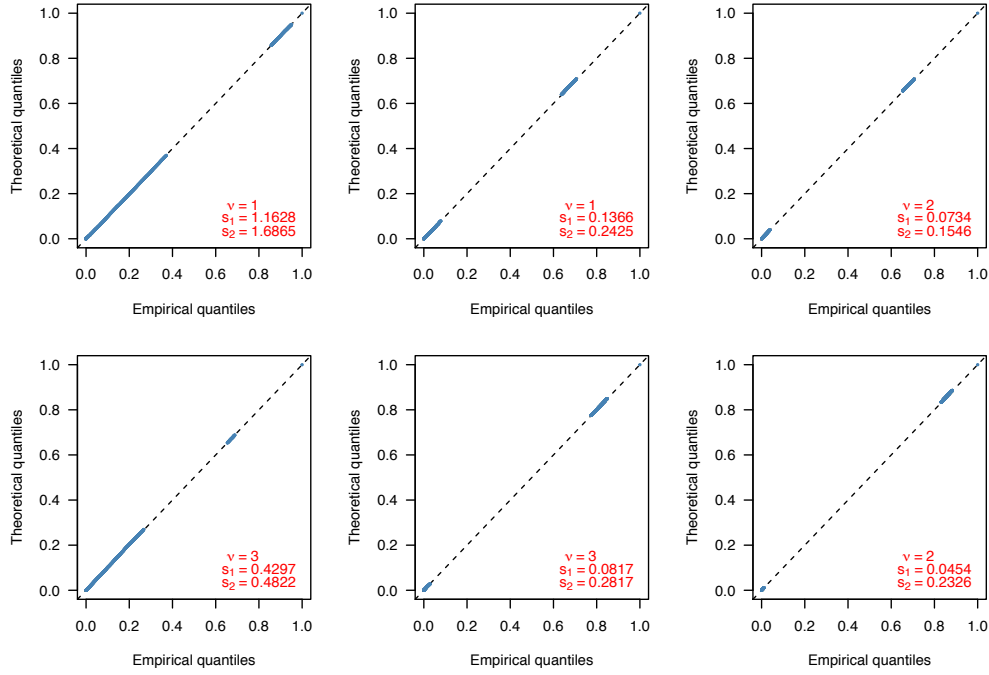 1.0
0.8
0.6
0.4
0.2
0.0
Theoretical quantiles
ν = 1
s1 = 1.1628
s2 = 1.6865
0.0 0.2 0.4 0.6 0.8 1.0
Empirical quantiles
1.0
0.8
0.6
0.4
0.2
0.0
Theoretical quantiles
ν = 1
s1 = 0.1366
s2 = 0.2425
0.0 0.2 0.4 0.6 0.8 1.0
Empirical quantiles
1.0
0.8
0.6
0.4
0.2
0.0
Theoretical quantiles
ν = 2
s1 = 0.0734
s2 = 0.1546
0.0 0.2 0.4 0.6 0.8 1.0
Empirical quantiles
1.0
0.8
0.6
0.4
0.2
0.0
Theoretical quantiles
ν = 3
s1 = 0.4297
s2 = 0.4822
0.0 0.2 0.4 0.6 0.8 1.0
Empirical quantiles
1.0
0.8
0.6
0.4
0.2
0.0
Theoretical quantiles
ν = 3
s1 = 0.0817
s2 = 0.2817
0.0 0.2 0.4 0.6 0.8 1.0
Empirical quantiles
1.0
0.8
0.6
0.4
0.2
0.0
Theoretical quantiles
ν = 2
s1 = 0.0454
s2 = 0.2326
0.0 0.2 0.4 0.6 0.8 1.0
Empirical quantiles